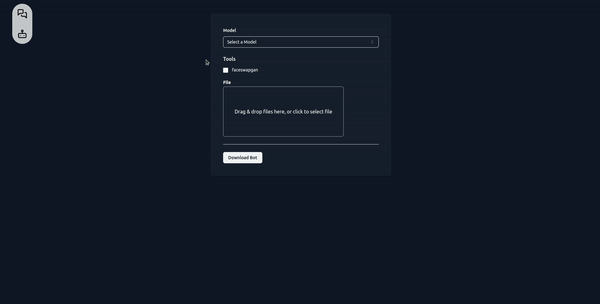 Model
Select a Model
Tools
faceswapgan
File
Drag & drop files here, or click to select file
Download Bot